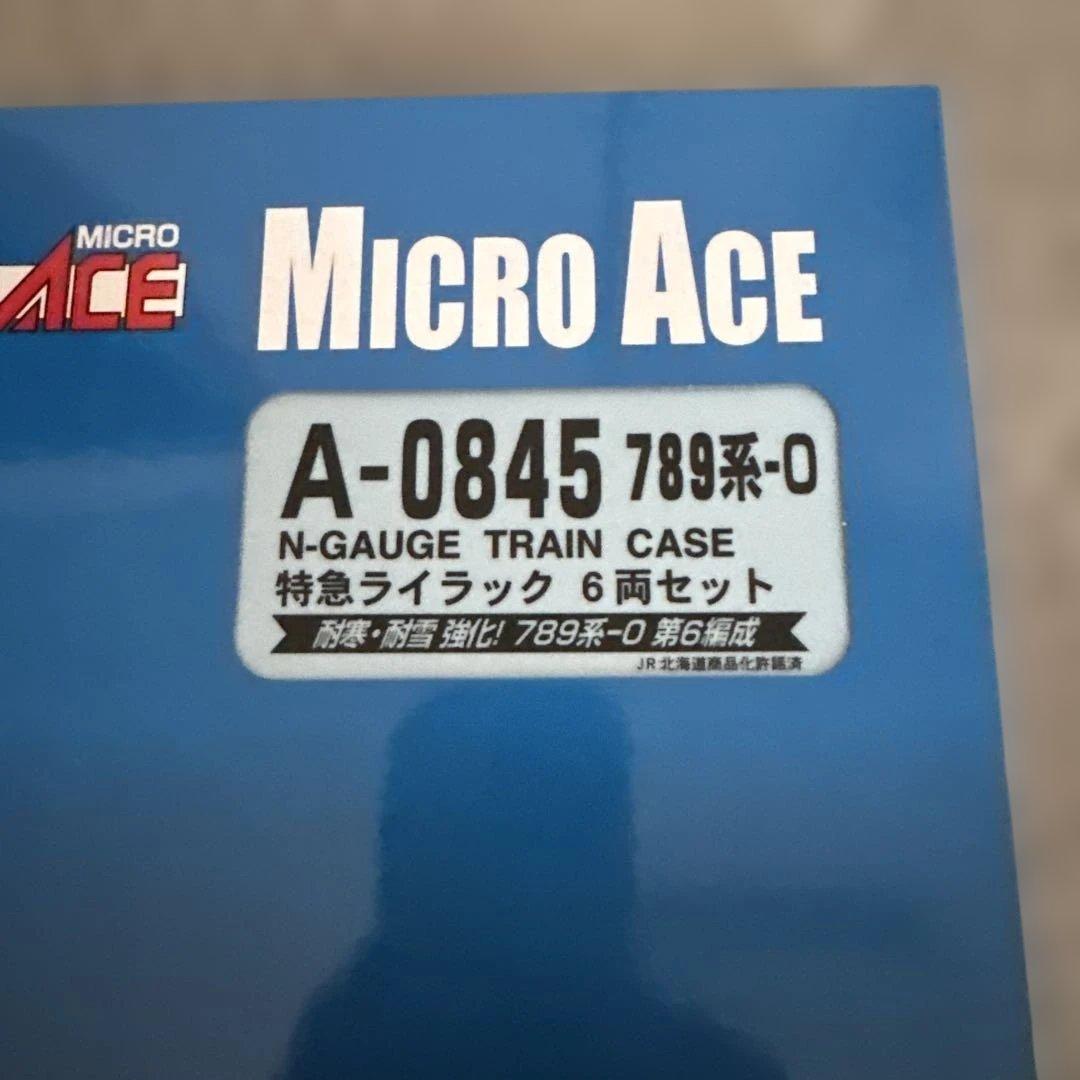 MICRO
ACE
MICRO ACE
A-0845 789系-0
N-GAUGE TRAIN CASE
特急ライラック 6両セット
耐寒・耐雪 強化! 789系-0 第6編成
JR北海道商品化許諾済